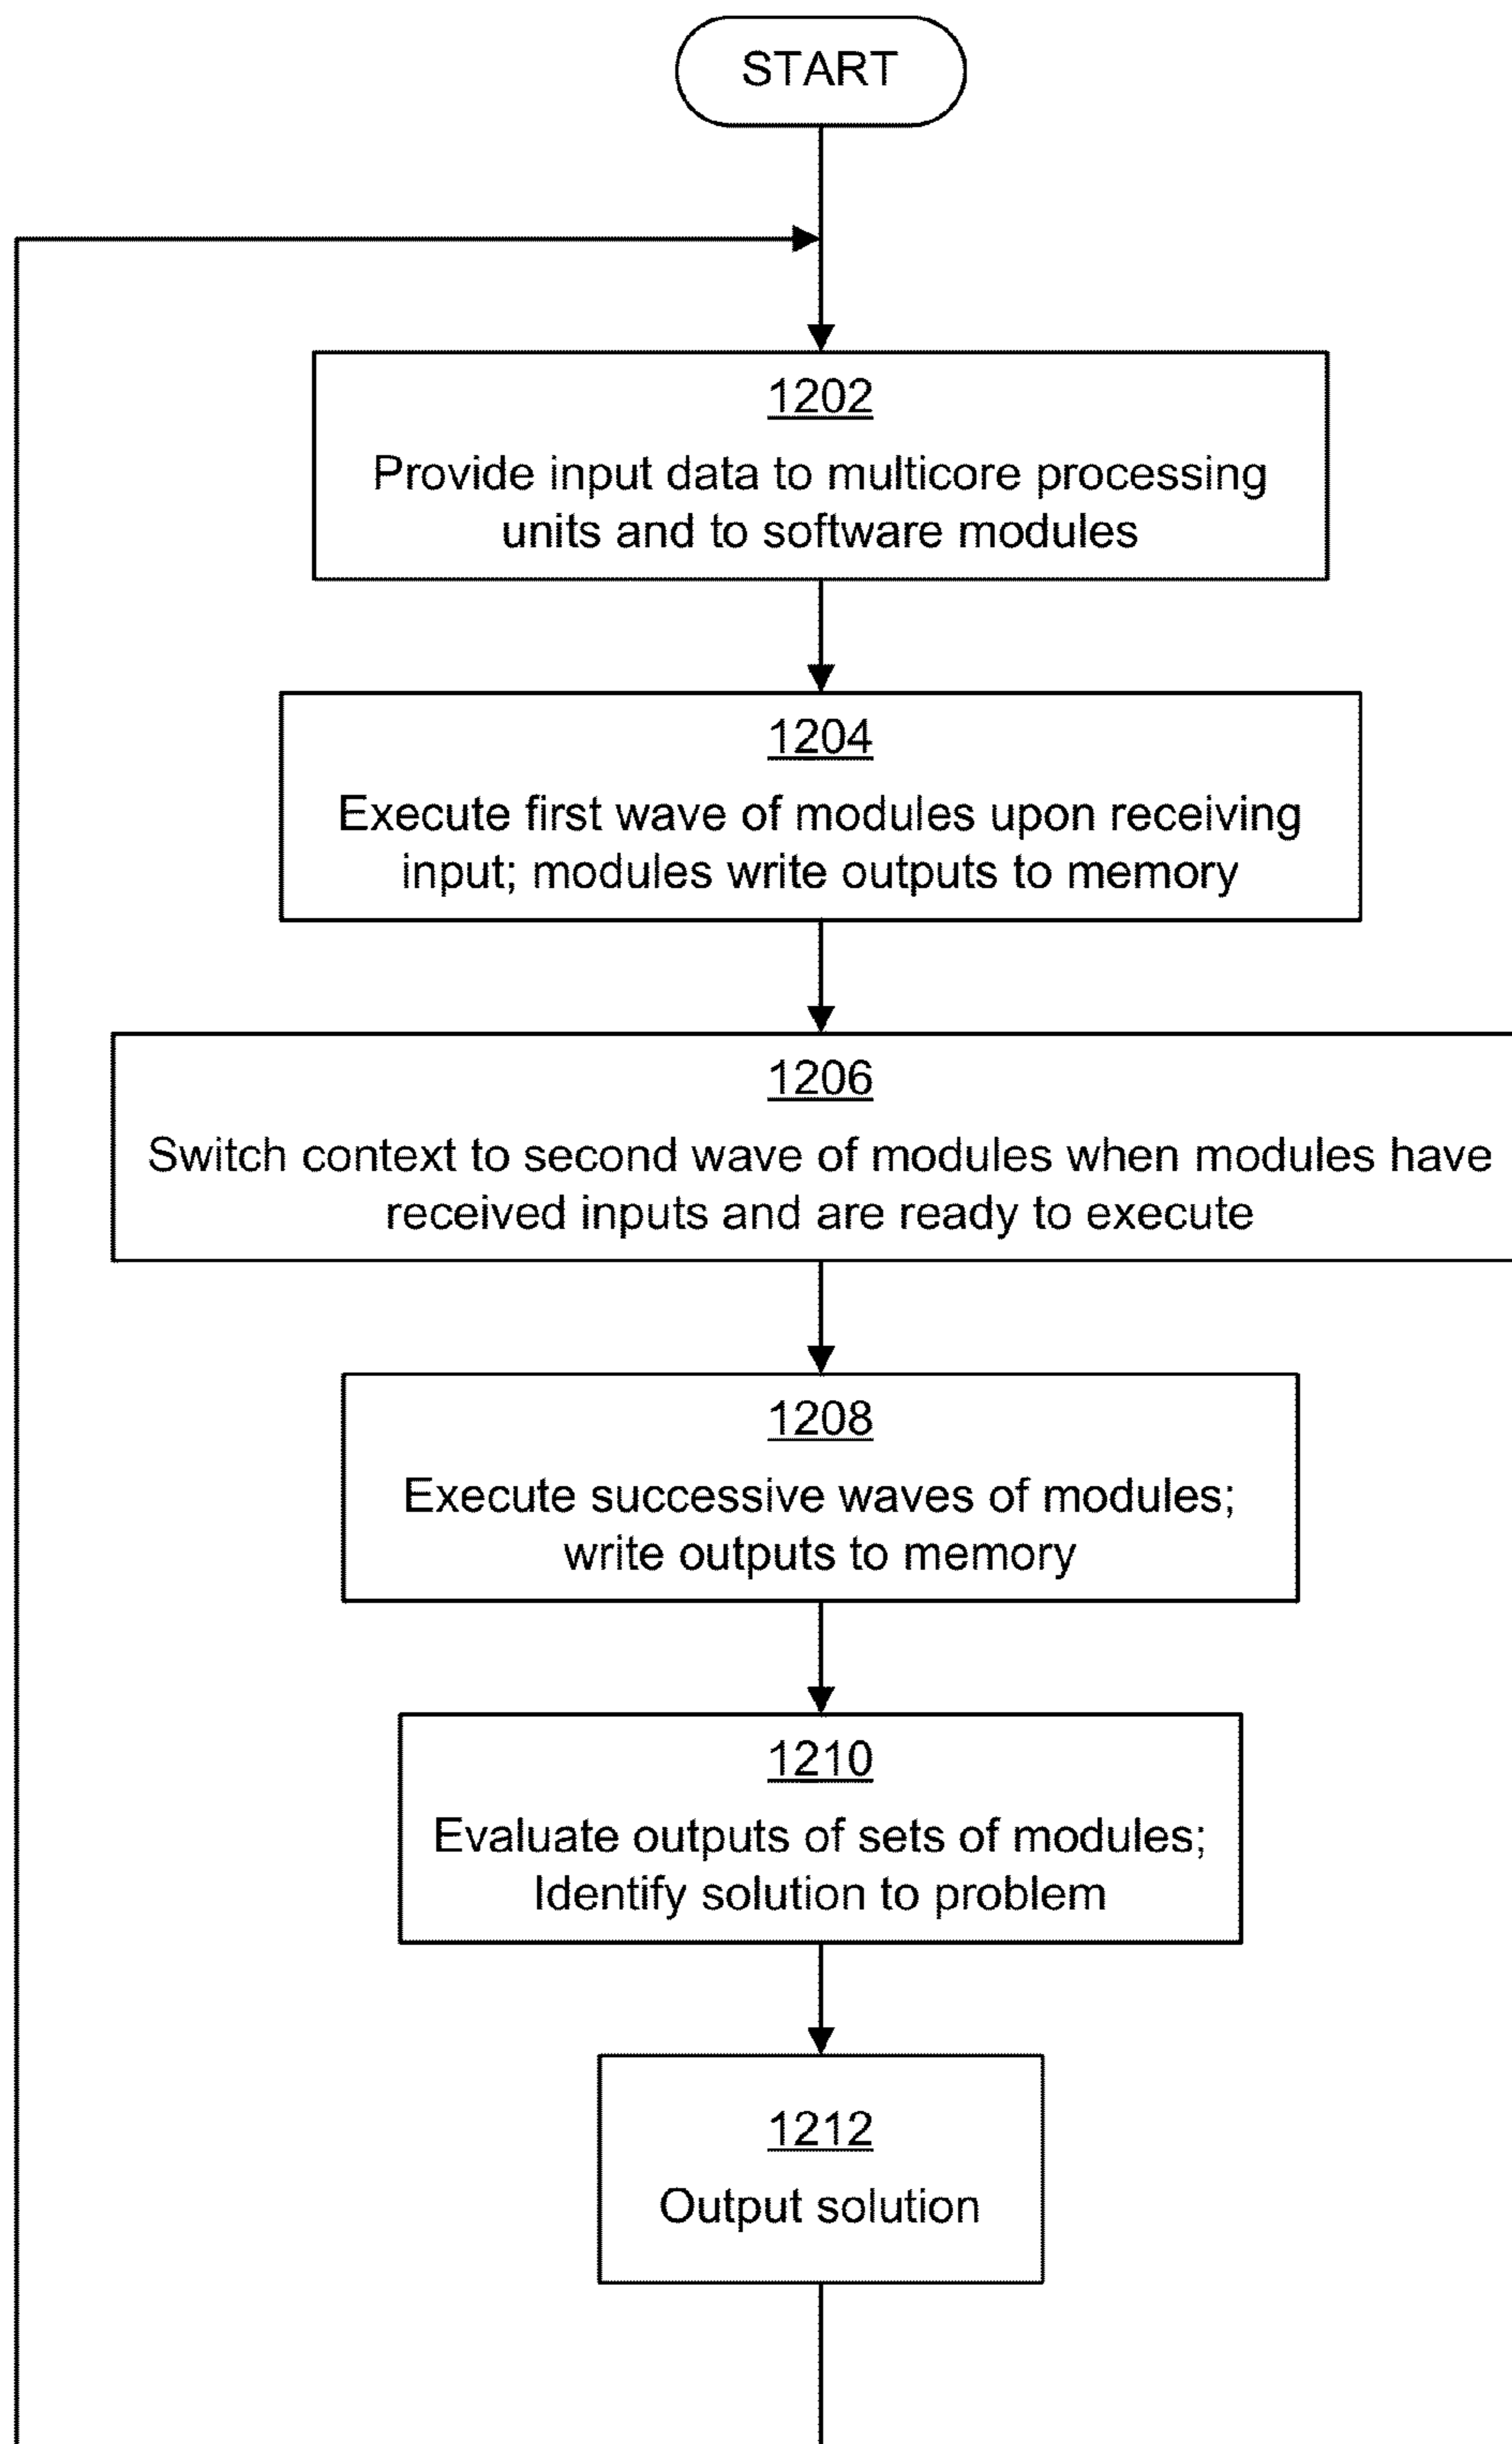 START
1202
Provide input data to multicore processing
units and to software modules
1204
Execute first wave of modules upon receiving
input; modules write outputs to memory
1206
Switch context to second wave of modules when modules have
received inputs and are ready to execute
1208
Execute successive waves of modules;
write outputs to memory
1210
Evaluate outputs of sets of modules;
Identify solution to problem
1212
Output solution